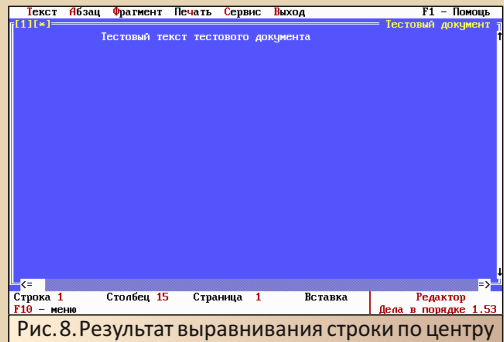 Текст Абзац Фрагмент Печать Сервис Выход F1 – Помощь
[1][*] Тестовый документ
Тестовый текст тестового документа
<= =>
Строка 1 Столбец 15 Страница 1 Вставка Редактор
F10 – меню Дела в порядке 1.53
Рис. 8. Результат выравнивания строки по центру